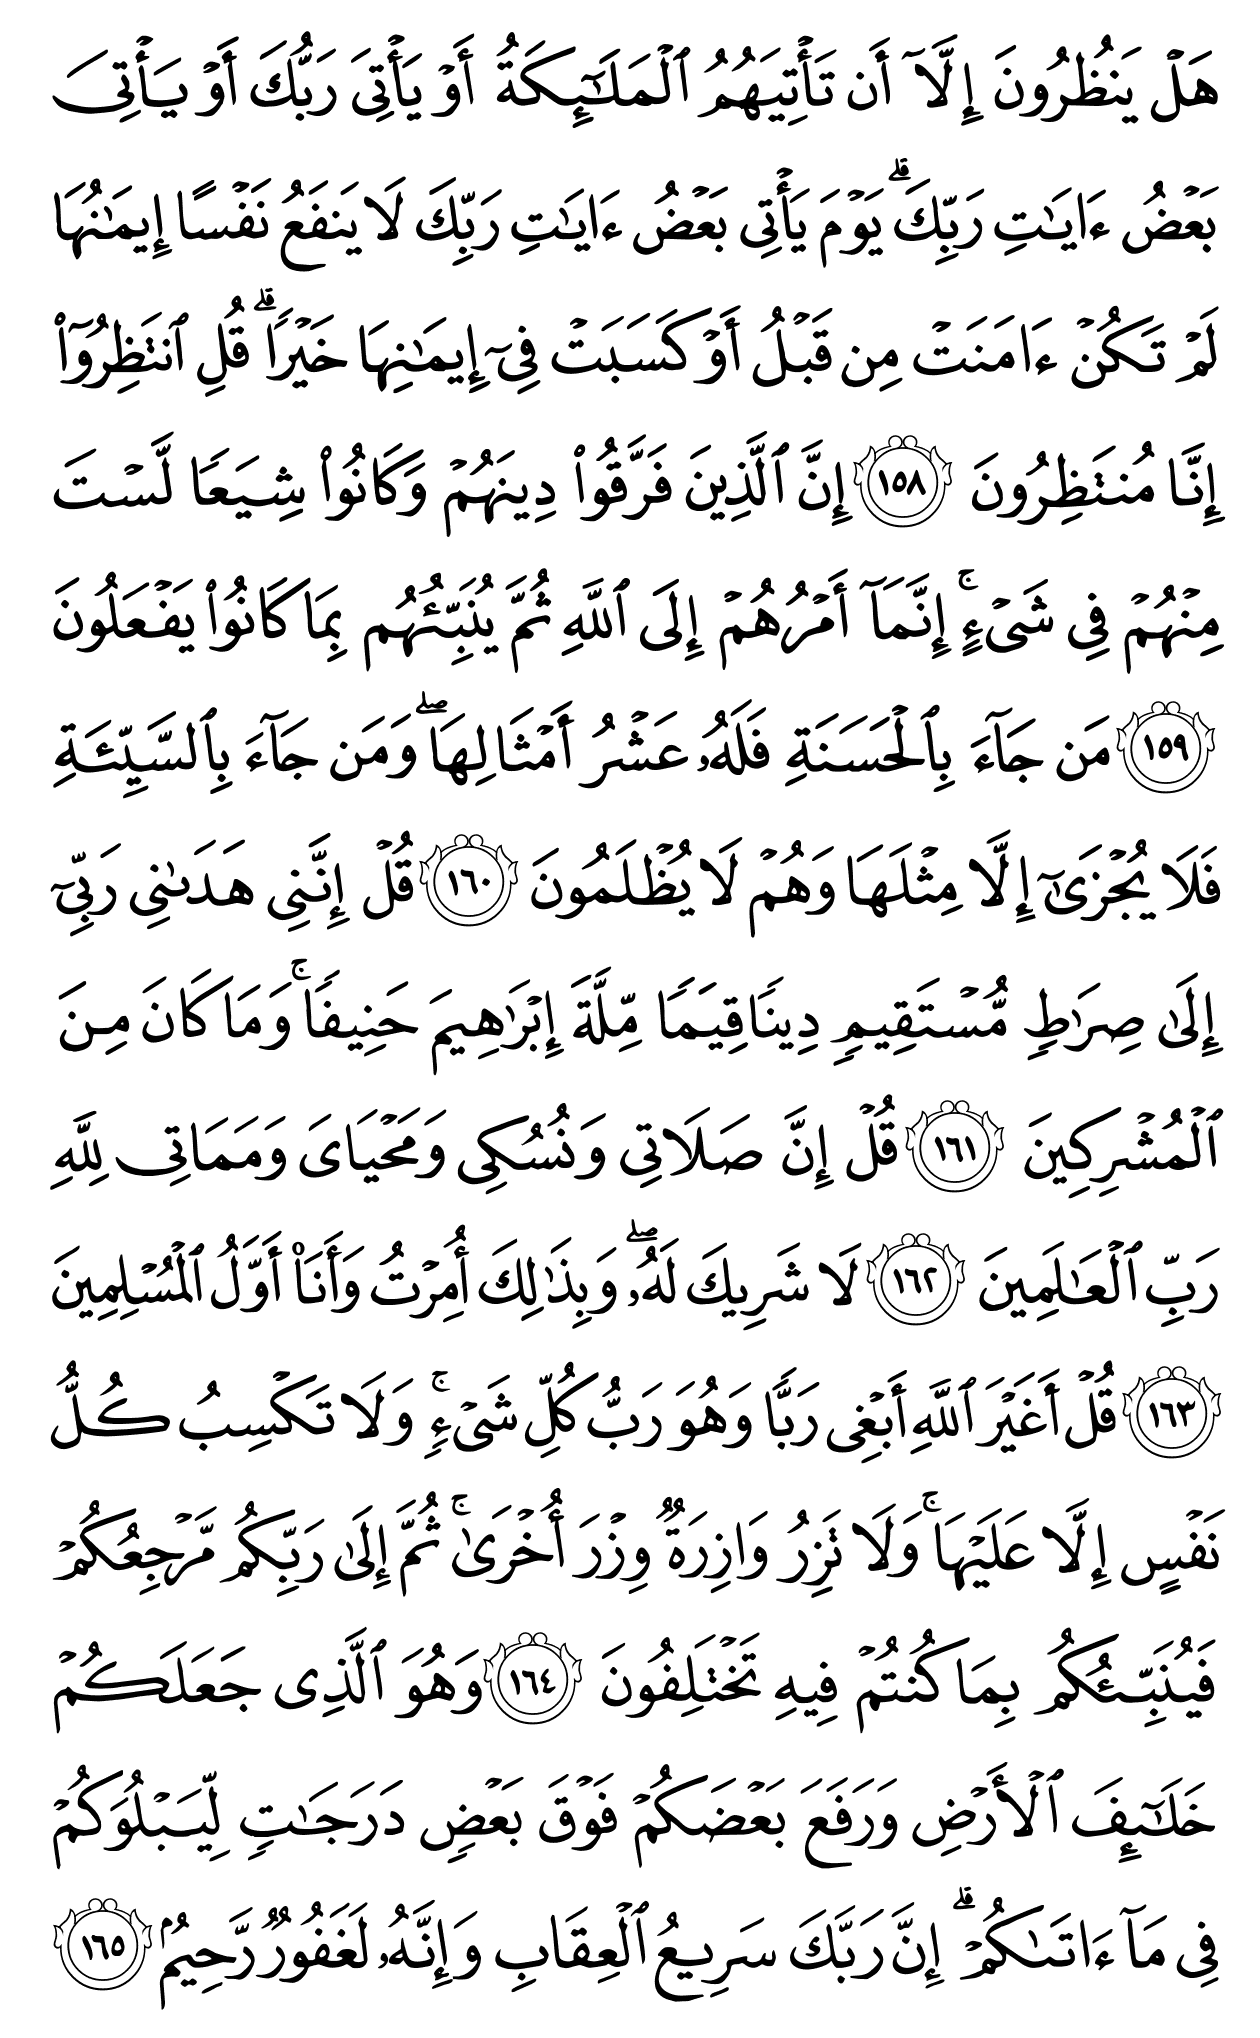 هَلۡ يَنظُرُونَ إِلَّآ أَن تَأۡتِيَهُمُ ٱلۡمَلَٰٓئِكَةُ أَوۡ يَأۡتِيَ رَبُّكَ أَوۡ يَأۡتِيَ
بَعۡضُ ءَايَٰتِ رَبِّكَۗ يَوۡمَ يَأۡتِي بَعۡضُ ءَايَٰتِ رَبِّكَ لَا يَنفَعُ نَفۡسًا إِيمَٰنُهَا
لَمۡ تَكُنۡ ءَامَنَتۡ مِن قَبۡلُ أَوۡ كَسَبَتۡ فِيٓ إِيمَٰنِهَا خَيۡرٗاۗ قُلِ ٱنتَظِرُوٓاْ
إِنَّا مُنتَظِرُونَ ١٥٨ إِنَّ ٱلَّذِينَ فَرَّقُواْ دِينَهُمۡ وَكَانُواْ شِيَعٗا لَّسۡتَ
مِنۡهُمۡ فِي شَيۡءٍۚ إِنَّمَآ أَمۡرُهُمۡ إِلَى ٱللَّهِ ثُمَّ يُنَبِّئُهُم بِمَا كَانُواْ يَفۡعَلُونَ
١٥٩ مَن جَآءَ بِٱلۡحَسَنَةِ فَلَهُۥ عَشۡرُ أَمۡثَالِهَاۖ وَمَن جَآءَ بِٱلسَّيِّئَةِ
فَلَا يُجۡزَىٰٓ إِلَّا مِثۡلَهَا وَهُمۡ لَا يُظۡلَمُونَ ١٦٠ قُلۡ إِنَّنِي هَدَىٰنِي رَبِّيٓ
إِلَىٰ صِرَٰطٖ مُّسۡتَقِيمٖ دِينٗا قِيَمٗا مِّلَّةَ إِبۡرَٰهِيمَ حَنِيفٗاۚ وَمَا كَانَ مِنَ
ٱلۡمُشۡرِكِينَ ١٦١ قُلۡ إِنَّ صَلَاتِي وَنُسُكِي وَمَحۡيَايَ وَمَمَاتِي لِلَّهِ
رَبِّ ٱلۡعَٰلَمِينَ ١٦٢ لَا شَرِيكَ لَهُۥۖ وَبِذَٰلِكَ أُمِرۡتُ وَأَنَا۠ أَوَّلُ ٱلۡمُسۡلِمِينَ
١٦٣ قُلۡ أَغَيۡرَ ٱللَّهِ أَبۡغِي رَبّٗا وَهُوَ رَبُّ كُلِّ شَيۡءٖۚ وَلَا تَكۡسِبُ كُلُّ
نَفۡسٍ إِلَّا عَلَيۡهَاۚ وَلَا تَزِرُ وَازِرَةٞ وِزۡرَ أُخۡرَىٰۚ ثُمَّ إِلَىٰ رَبِّكُم مَّرۡجِعُكُمۡ
فَيُنَبِّئُكُم بِمَا كُنتُمۡ فِيهِ تَخۡتَلِفُونَ ١٦٤ وَهُوَ ٱلَّذِي جَعَلَكُمۡ
خَلَٰٓئِفَ ٱلۡأَرۡضِ وَرَفَعَ بَعۡضَكُمۡ فَوۡقَ بَعۡضٖ دَرَجَٰتٖ لِّيَبۡلُوَكُمۡ
فِي مَآ ءَاتَىٰكُمۡۗ إِنَّ رَبَّكَ سَرِيعُ ٱلۡعِقَابِ وَإِنَّهُۥ لَغَفُورٞ رَّحِيمُۢ ١٦٥